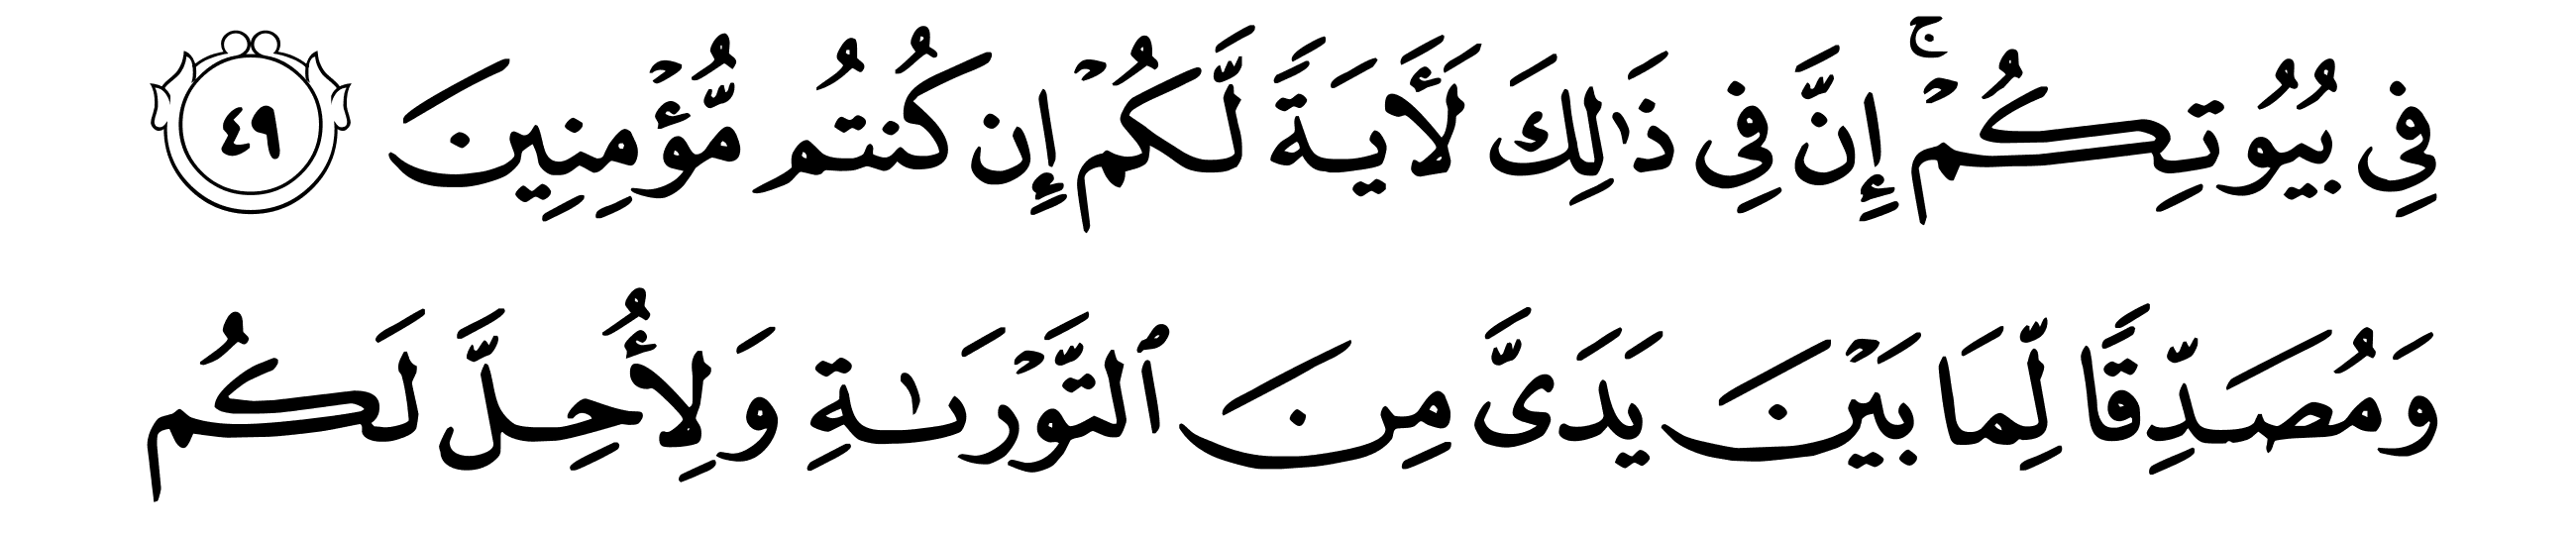 فِي بُيُوتِكُمْۚ إِنَّ فِي ذَٰلِكَ لَأَيَةً لَّكُمْ إِن كُنتُم مُّؤْمِنِينَ ٤٩
وَمُصَدِّقًا لِّمَا بَيْنَ يَدَىَّ مِنَ ٱلتَّوْرَىٰةِ وَلِأُحِلَّ لَكُم